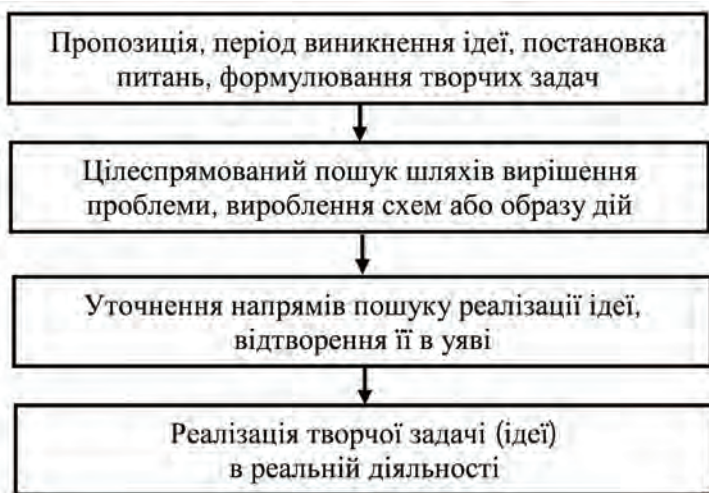 Пропозиція, період виникнення ідеї, постановка
питань, формулювання творчих задач
Цілеспрямований пошук шляхів вирішення
проблеми, вироблення схем або образу дій
Уточнення напрямів пошуку реалізації ідеї,
відтворення її в уяві
Реалізація творчої задачі (ідеї)
в реальній діяльності